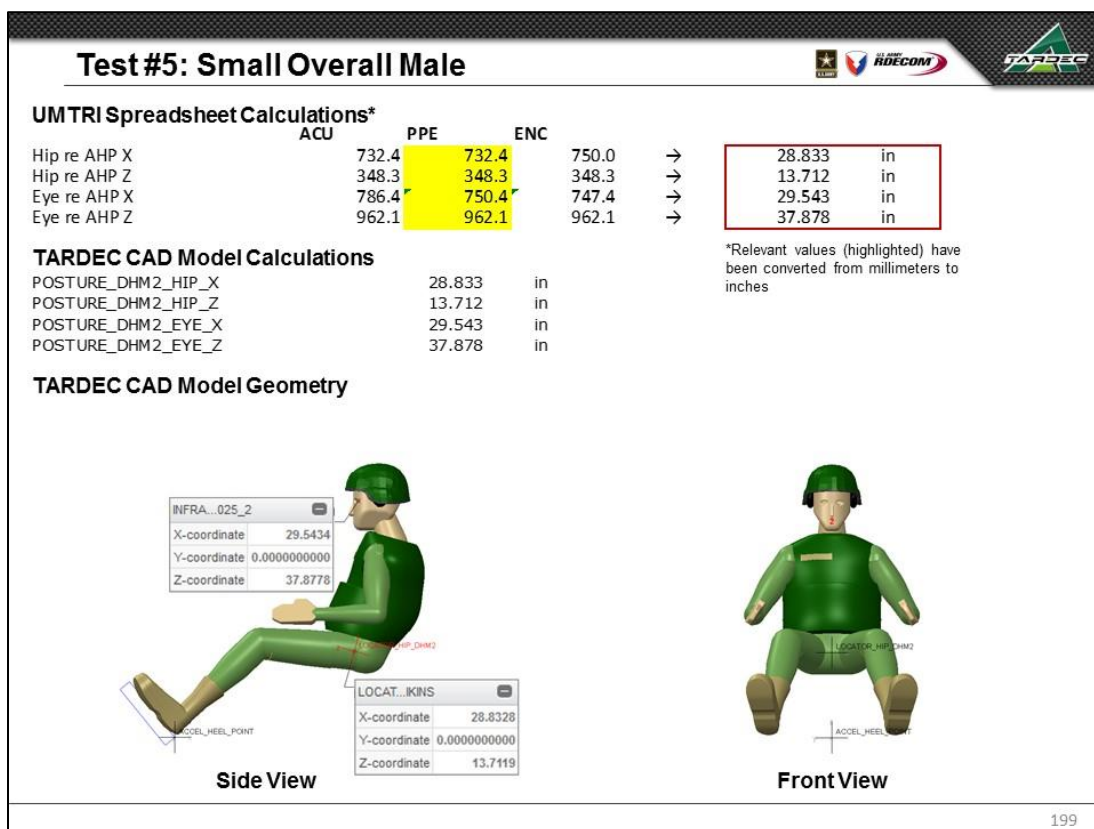 Test #5: Small Overall Male
U.S.ARMY
U.S. ARMY
RDECOM
TARDEC
UMTRI Spreadsheet Calculations*
ACU PPE ENC
Hip re AHP X 732.4 732.4 750.0 → 28.833 in
Hip re AHP Z 348.3 348.3 348.3 → 13.712 in
Eye re AHP X 786.4 750.4 747.4 → 29.543 in
Eye re AHP Z 962.1 962.1 962.1 → 37.878 in
*Relevant values (highlighted) have
been converted from millimeters to
inches
TARDEC CAD Model Calculations
POSTURE_DHM2_HIP_X 28.833 in
POSTURE_DHM2_HIP_Z 13.712 in
POSTURE_DHM2_EYE_X 29.543 in
POSTURE_DHM2_EYE_Z 37.878 in
TARDEC CAD Model Geometry
INFRA...025_2
X-coordinate 29.5434
Y-coordinate 0.0000000000
Z-coordinate 37.8778
LOCATOR_HIP_DHM2
LOCAT...IKINS
X-coordinate 28.8328
Y-coordinate 0.0000000000
Z-coordinate 13.7119
ACCEL_HEEL_POINT
Side View
LOCATOR_HIP_DHM2
ACCEL_HEEL_POINT
Front View
199